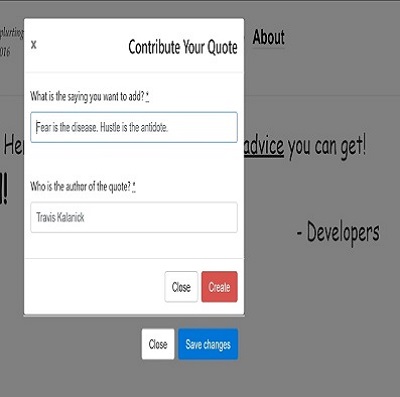 plurting
016
About
x
Contribute Your Quote
What is the saying you want to add? *
Fear is the disease. Hustle is the antidote.
He
advice you can get!
!
Who is the author of the quote? *
Travis Kalanick
- Developers
Close
Create
Close
Save changes